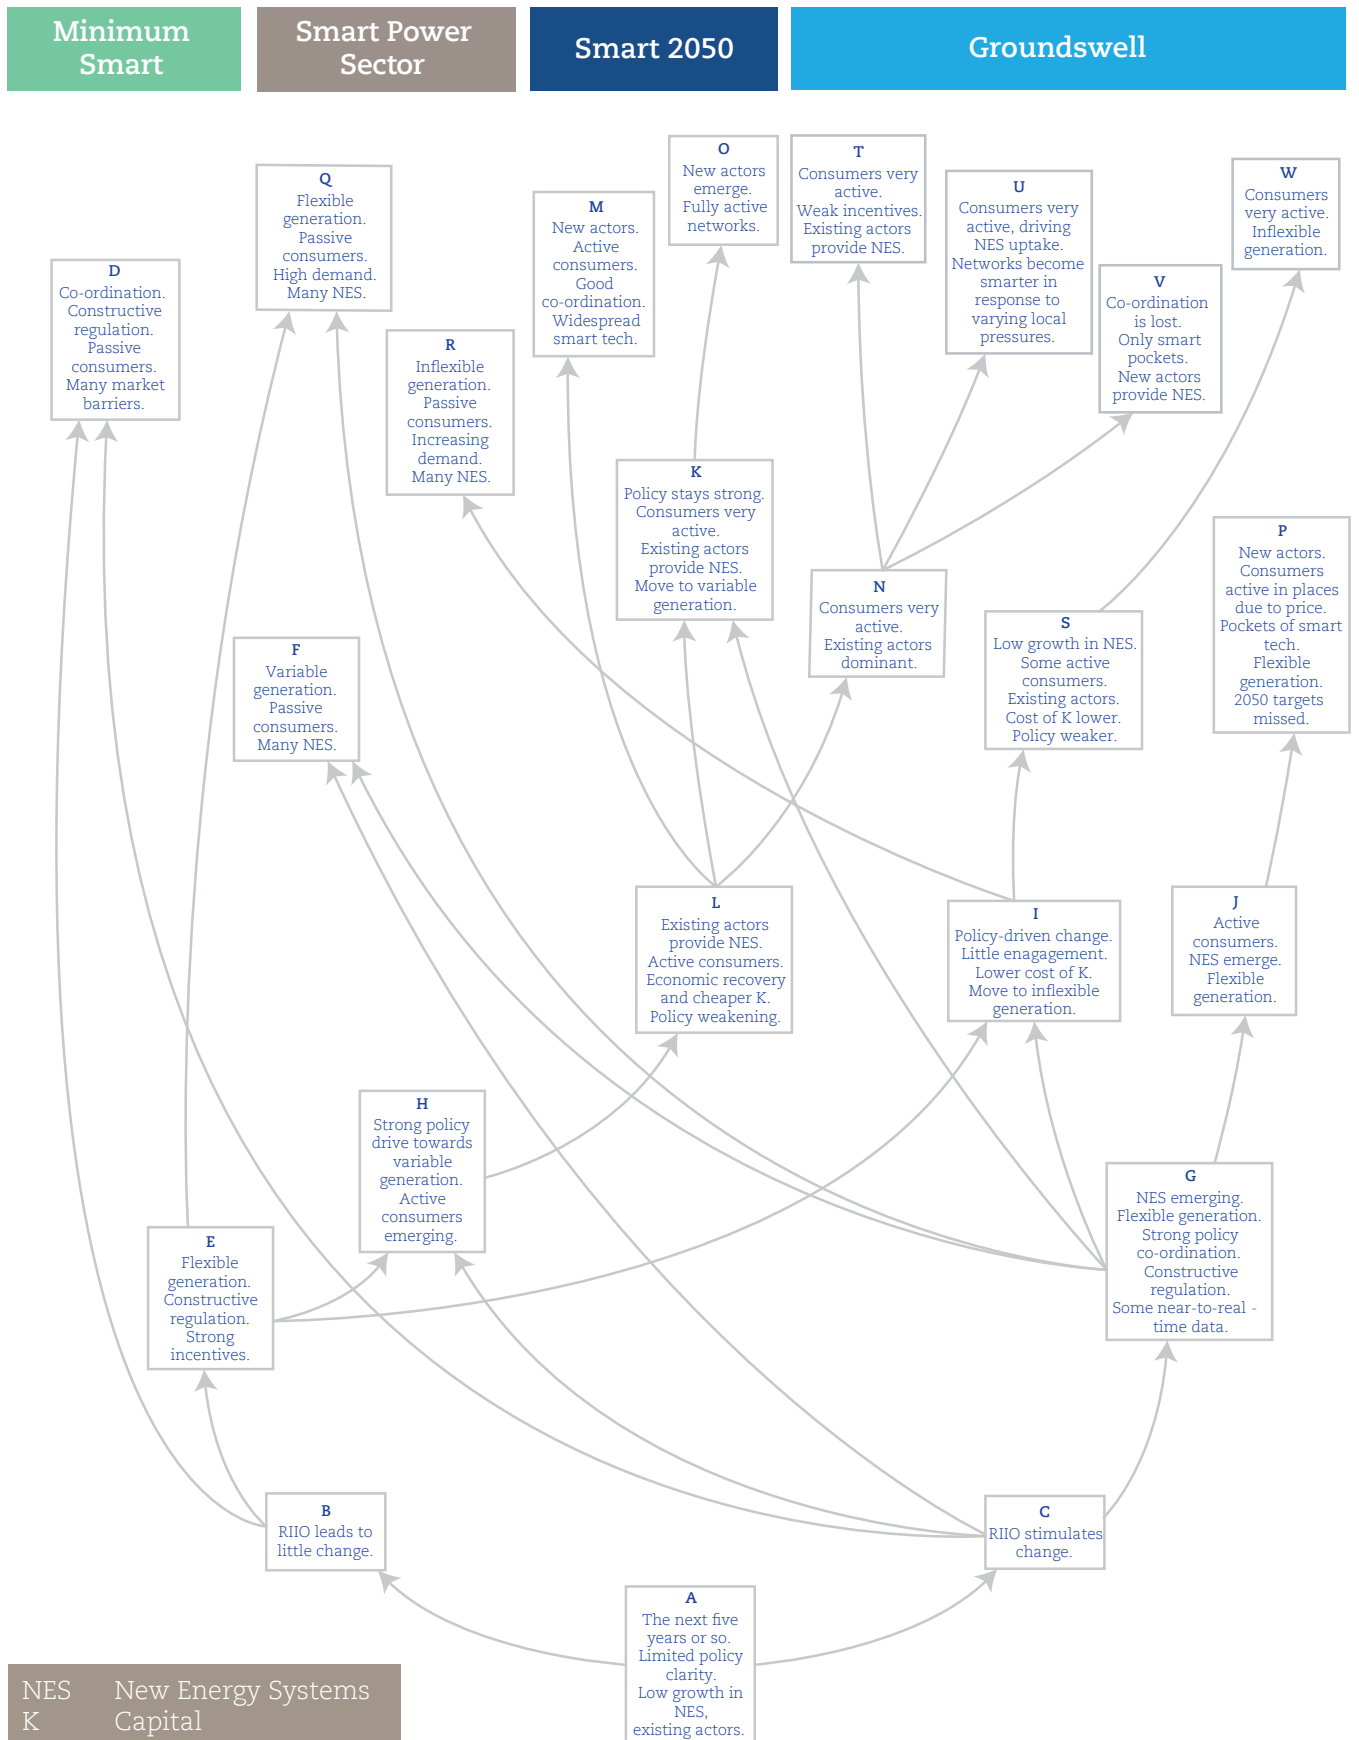 Minimum
Smart
Smart Power
Sector
Smart 2050
Groundswell
O
New actors
emerge.
Fully active
networks.
T
Consumers very
active.
Weak incentives.
Existing actors
provide NES.
W
Consumers
very active.
Inflexible
generation.
Q
Flexible
generation.
Passive
consumers.
High demand.
Many NES.
U
Consumers very
active, driving
NES uptake.
Networks become
smarter in
response to
varying local
pressures.
M
New actors.
Active
consumers.
Good
co-ordination.
Widespread
smart tech.
D
Co-ordination.
Constructive
regulation.
Passive
consumers.
Many market
barriers.
V
Co-ordination
is lost.
Only smart
pockets.
New actors
provide NES.
R
Inflexible
generation.
Passive
consumers.
Increasing
demand.
Many NES.
K
Policy stays strong.
Consumers very
active.
Existing actors
provide NES.
Move to variable
generation.
P
New actors.
Consumers
active in places
due to price.
Pockets of smart
tech.
Flexible
generation.
2050 targets
missed.
N
Consumers very
active.
Existing actors
dominant.
S
Low growth in NES.
Some active
consumers.
Existing actors.
Cost of K lower.
Policy weaker.
F
Variable
generation.
Passive
consumers.
Many NES.
L
Existing actors
provide NES.
Active consumers.
Economic recovery
and cheaper K.
Policy weakening.
I
Policy-driven change.
Little enagagement.
Lower cost of K.
Move to inflexible
generation.
J
Active
consumers.
NES emerge.
Flexible
generation.
H
Strong policy
drive towards
variable
generation.
Active
consumers
emerging.
G
NES emerging.
Flexible generation.
Strong policy
co-ordination.
Constructive
regulation.
Some near-to-real -
time data.
E
Flexible
generation.
Constructive
regulation.
Strong
incentives.
B
RIIO leads to
little change.
C
RIIO stimulates
change.
A
The next five
years or so.
Limited policy
clarity.
Low growth in
NES,
existing actors.
NES New Energy Systems
K Capital